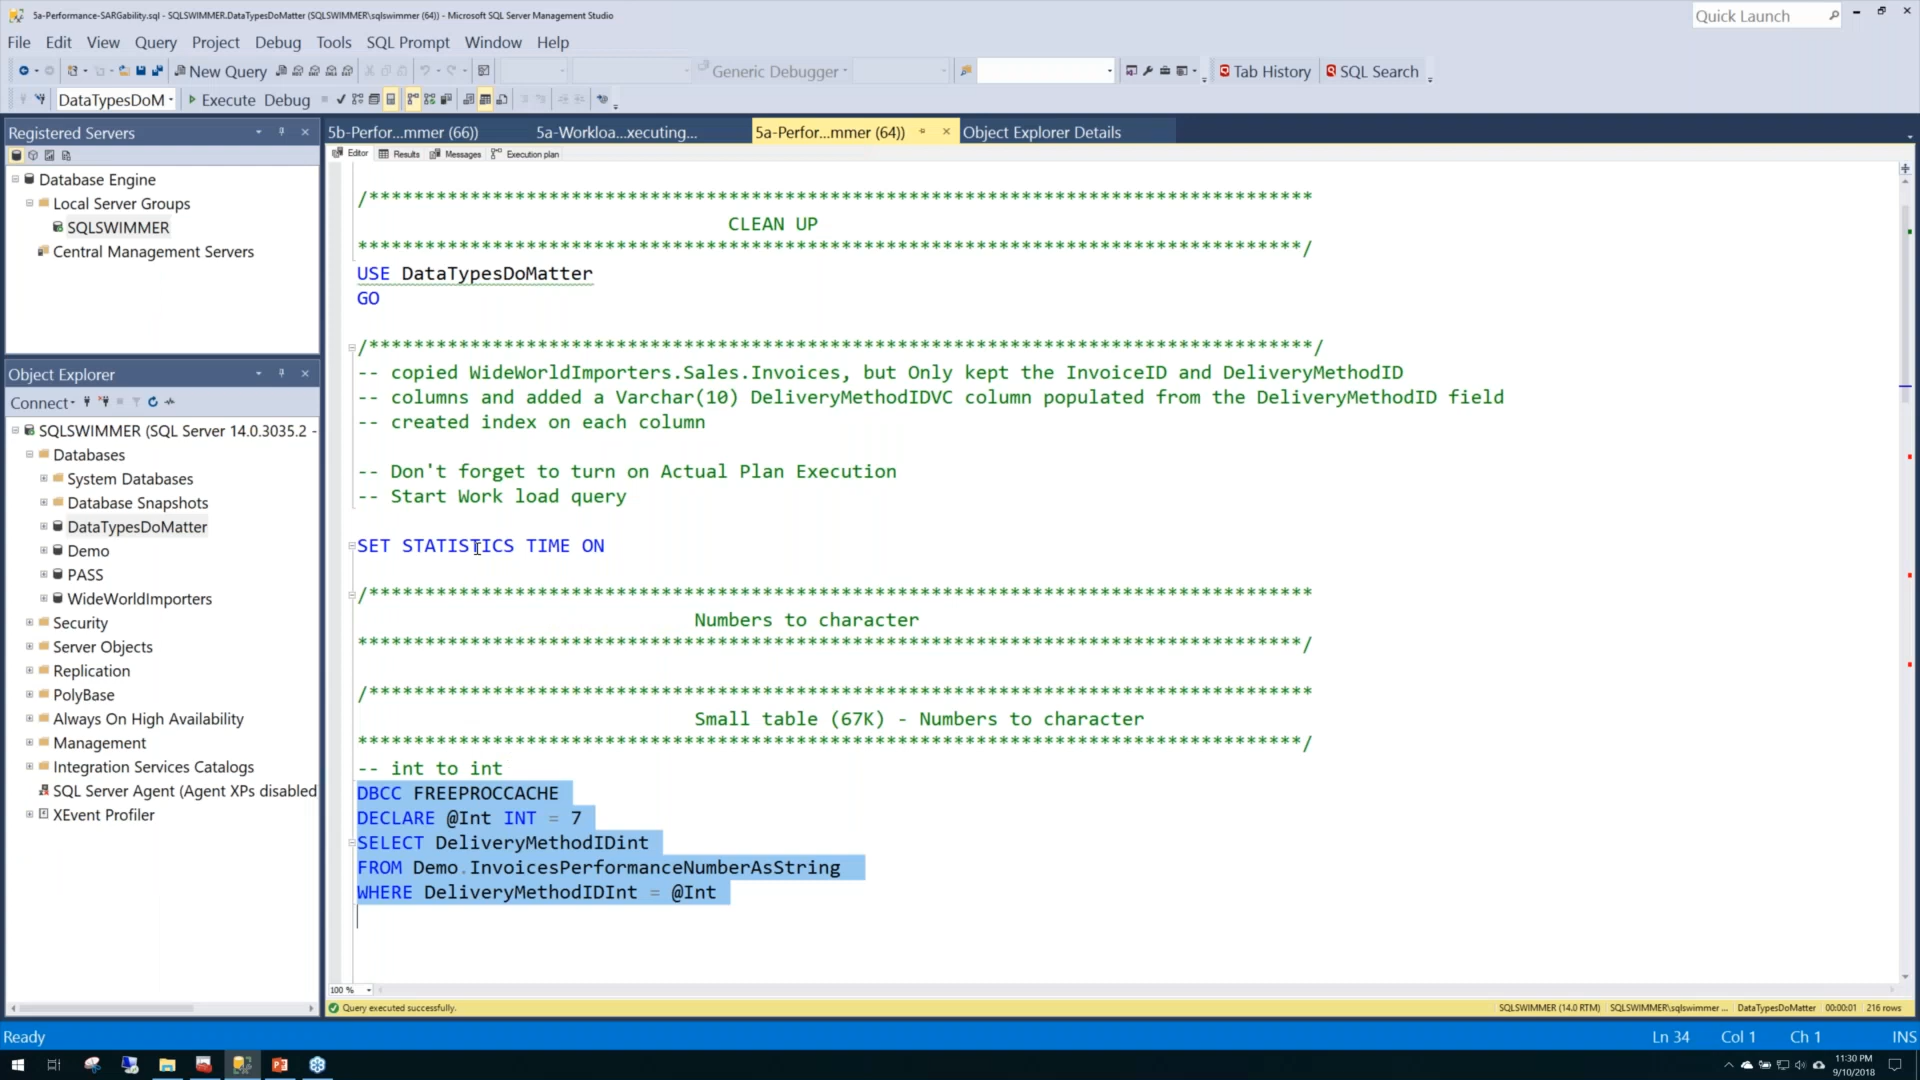 5a-Performance-SARGability.sql - SQLSWIMMER.DataTypesDoMatter (SQLSWIMMER\sqlswimmer (64)) - Microsoft SQL Server Management Studio
Quick Launch
File Edit View Query Project Debug Tools SQL Prompt Window Help
New Query
Generic Debugger
Tab History
SQL Search
DataTypesDoM
Execute Debug
Registered Servers
Database Engine
Local Server Groups
SQLSWIMMER
Central Management Servers
Object Explorer
Connect
SQLSWIMMER (SQL Server 14.0.3035.2 -
Databases
System Databases
Database Snapshots
DataTypesDoMatter
Demo
PASS
WideWorldImporters
Security
Server Objects
Replication
PolyBase
Always On High Availability
Management
Integration Services Catalogs
SQL Server Agent (Agent XPs disabled
XEvent Profiler
5b-Perfor...mmer (66))
5a-Workloa...xecuting...
5a-Perfor...mmer (64))
Object Explorer Details
Editor Results Messages Execution plan
/************************************************************************************
CLEAN UP
************************************************************************************/
USE DataTypesDoMatter
GO
/************************************************************************************/
-- copied WideWorldImporters.Sales.Invoices, but Only kept the InvoiceID and DeliveryMethodID
-- columns and added a Varchar(10) DeliveryMethodIDVC column populated from the DeliveryMethodID field
-- created index on each column
-- Don't forget to turn on Actual Plan Execution
-- Start Work load query
SET STATISTICS TIME ON
/************************************************************************************
Numbers to character
************************************************************************************/
/************************************************************************************
Small table (67K) - Numbers to character
************************************************************************************/
-- int to int
DBCC FREEPROCCACHE
DECLARE @Int INT = 7
SELECT DeliveryMethodIDint
FROM Demo.InvoicesPerformanceNumberAsString
WHERE DeliveryMethodIDInt = @Int
100 %
Query executed successfully.
SQLSWIMMER (14.0 RTM)
SQLSWIMMER\sqlswimmer ...
DataTypesDoMatter
00:00:01
216 rows
Ready
Ln 34
Col 1
Ch 1
INS
11:30 PM
9/10/2018